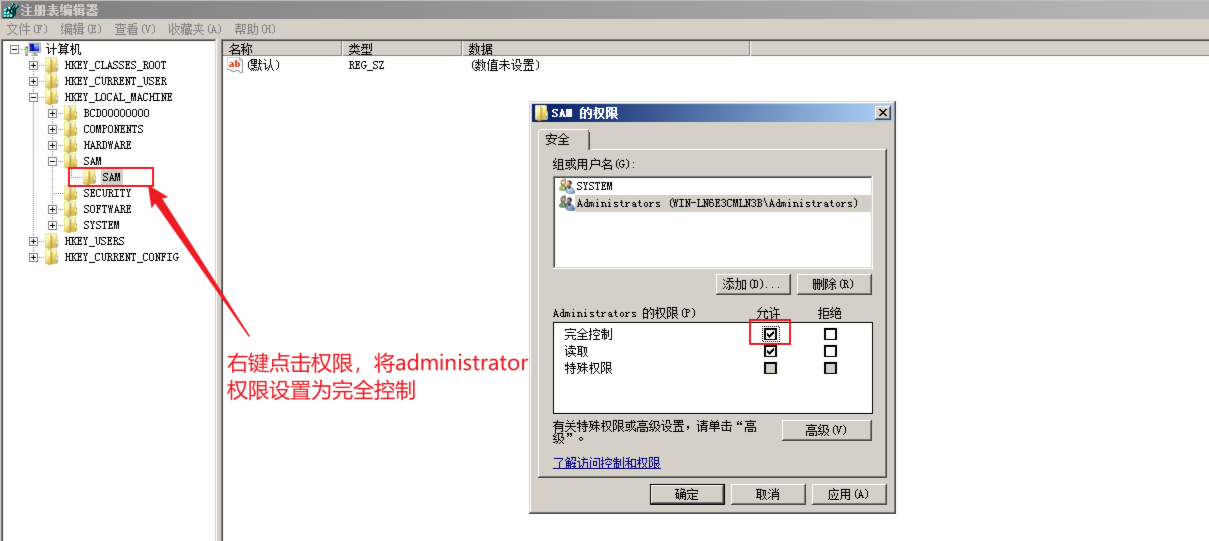 注册表编辑器
文件(F) 编辑(E) 查看(V) 收藏夹(A) 帮助(H)
计算机
HKEY_CLASSES_ROOT
HKEY_CURRENT_USER
HKEY_LOCAL_MACHINE
BCD00000000
COMPONENTS
HARDWARE
SAM
SAM
SECURITY
SOFTWARE
SYSTEM
HKEY_USERS
HKEY_CURRENT_CONFIG
名称 类型 数据
ab (默认) REG_SZ (数值未设置)
右键点击权限，将administrator
权限设置为完全控制
SAM 的权限
安全
组或用户名(G):
SYSTEM
Administrators (WIN-LN6E3CMLN3B\Administrators)
添加(D)... 删除(R)
Administrators 的权限(P) 允许 拒绝
完全控制
读取
特殊权限
有关特殊权限或高级设置，请单击“高
级”。
高级(V)
了解访问控制和权限
确定 取消 应用(A)